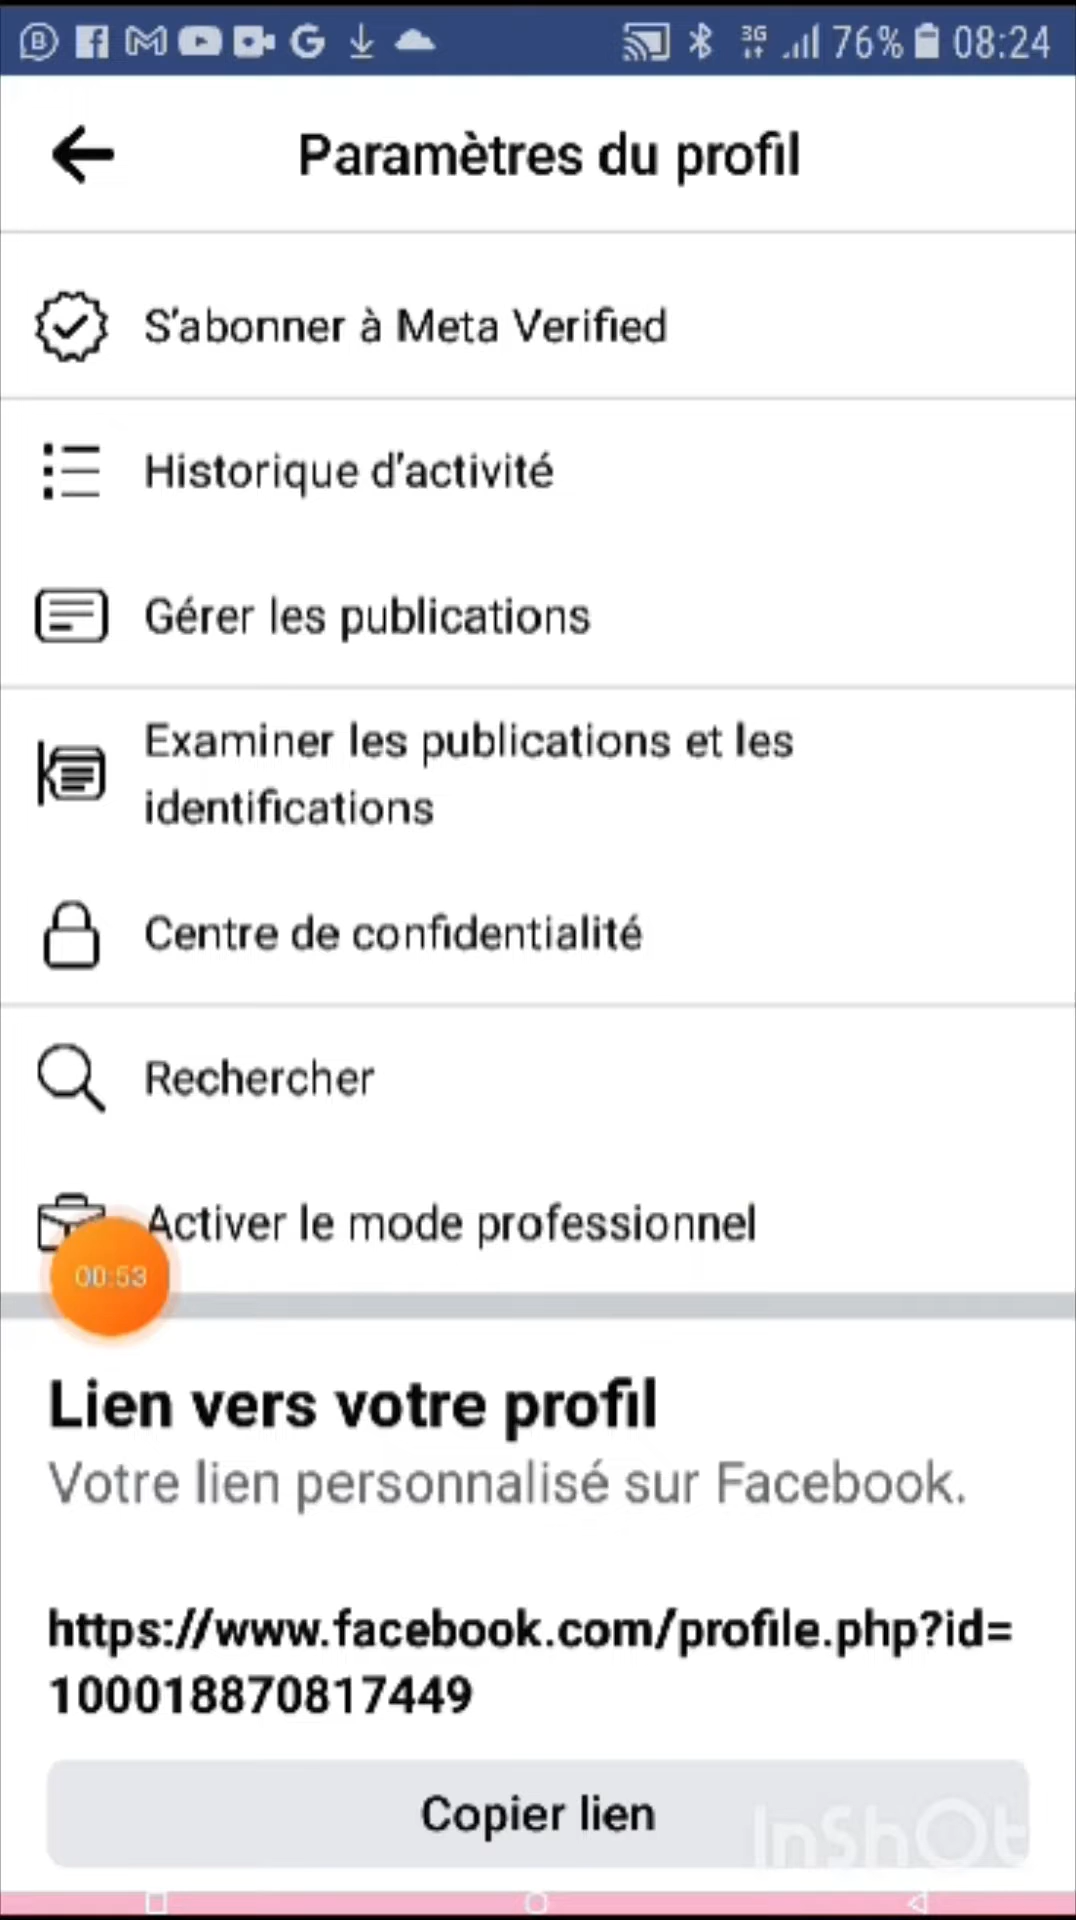 3G 76% 08:24
Paramètres du profil
S'abonner à Meta Verified
Historique d'activité
Gérer les publications
Examiner les publications et les
identifications
Centre de confidentialité
Rechercher
Activer le mode professionnel
00:53
Lien vers votre profil
Votre lien personnalisé sur Facebook.
https://www.facebook.com/profile.php?id=
100018870817449
Copier lien
InShOt